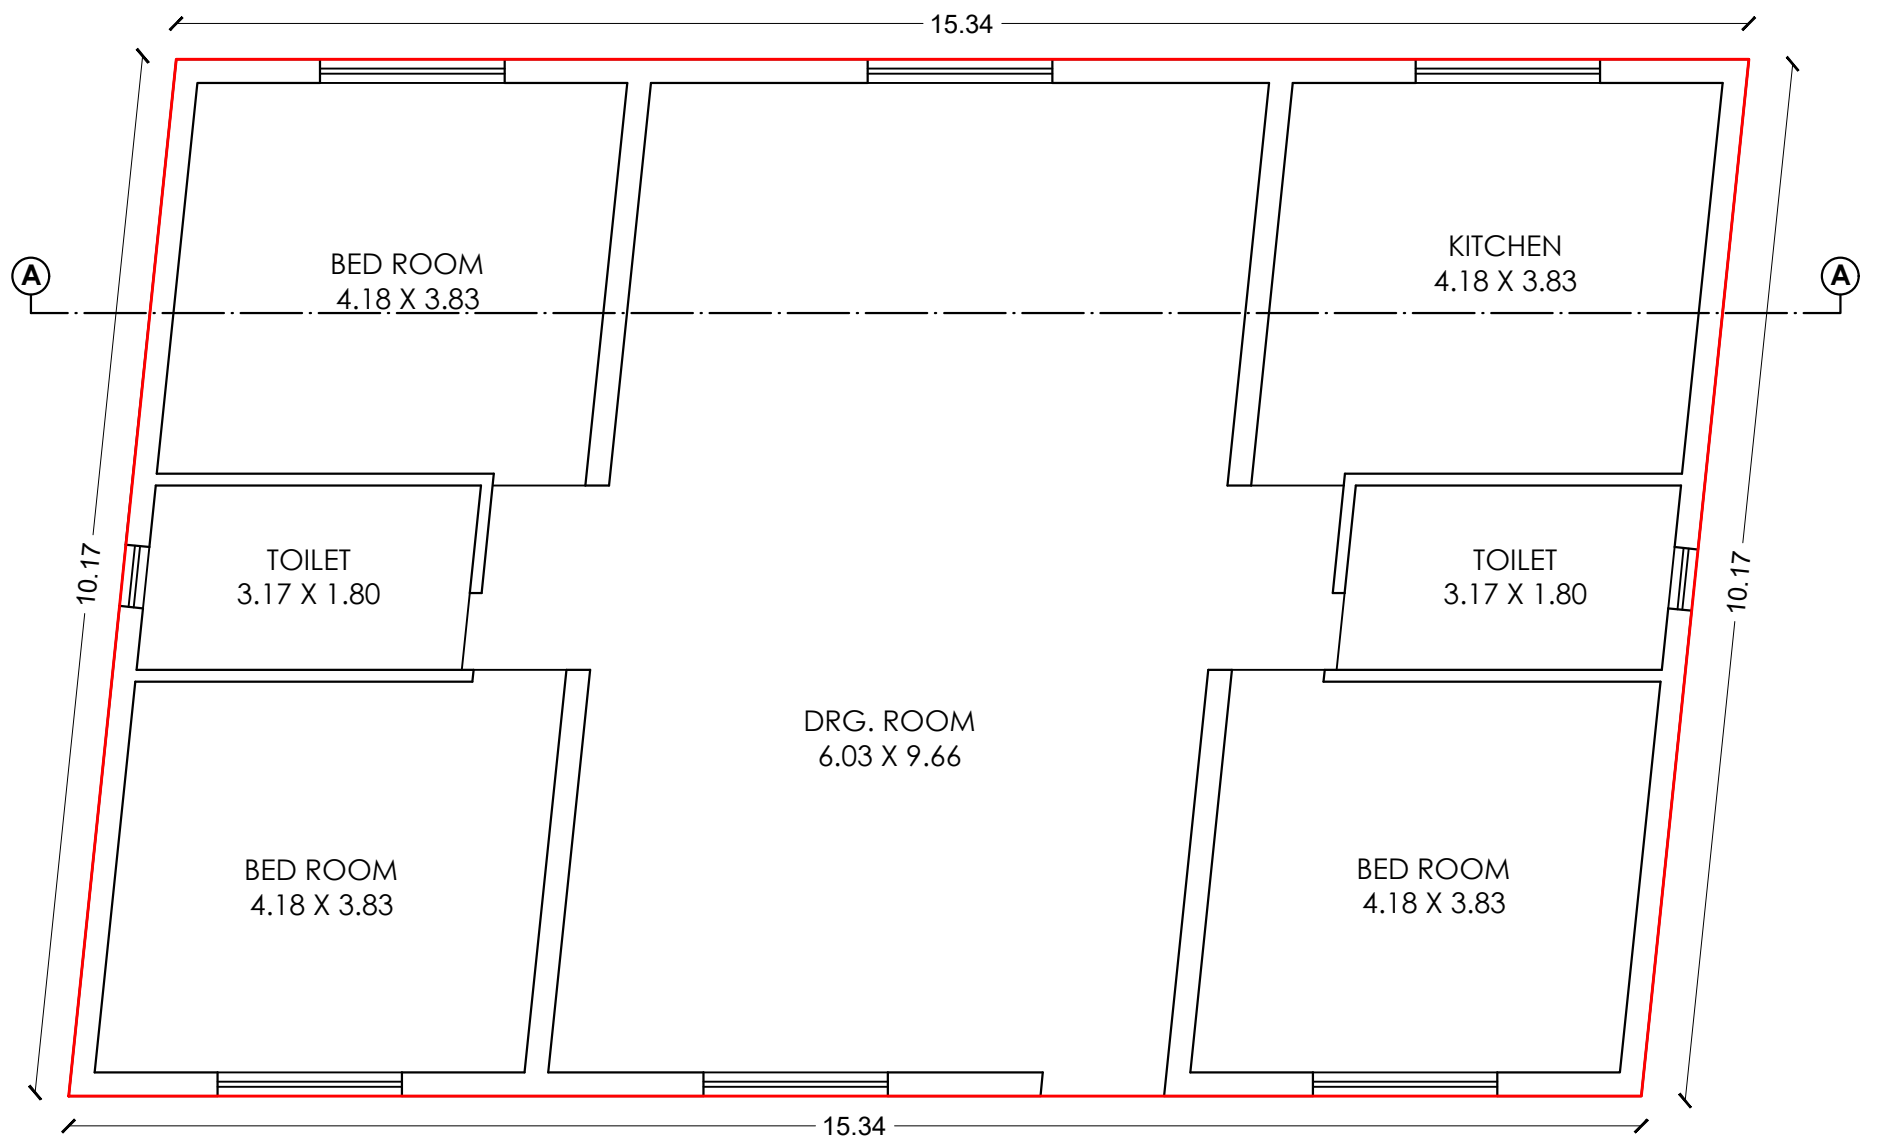 15.34
BED ROOM
4.18 X 3.83
KITCHEN
4.18 X 3.83
A
A
10.17
TOILET
3.17 X 1.80
TOILET
3.17 X 1.80
10.17
DRG. ROOM
6.03 X 9.66
BED ROOM
4.18 X 3.83
BED ROOM
4.18 X 3.83
15.34